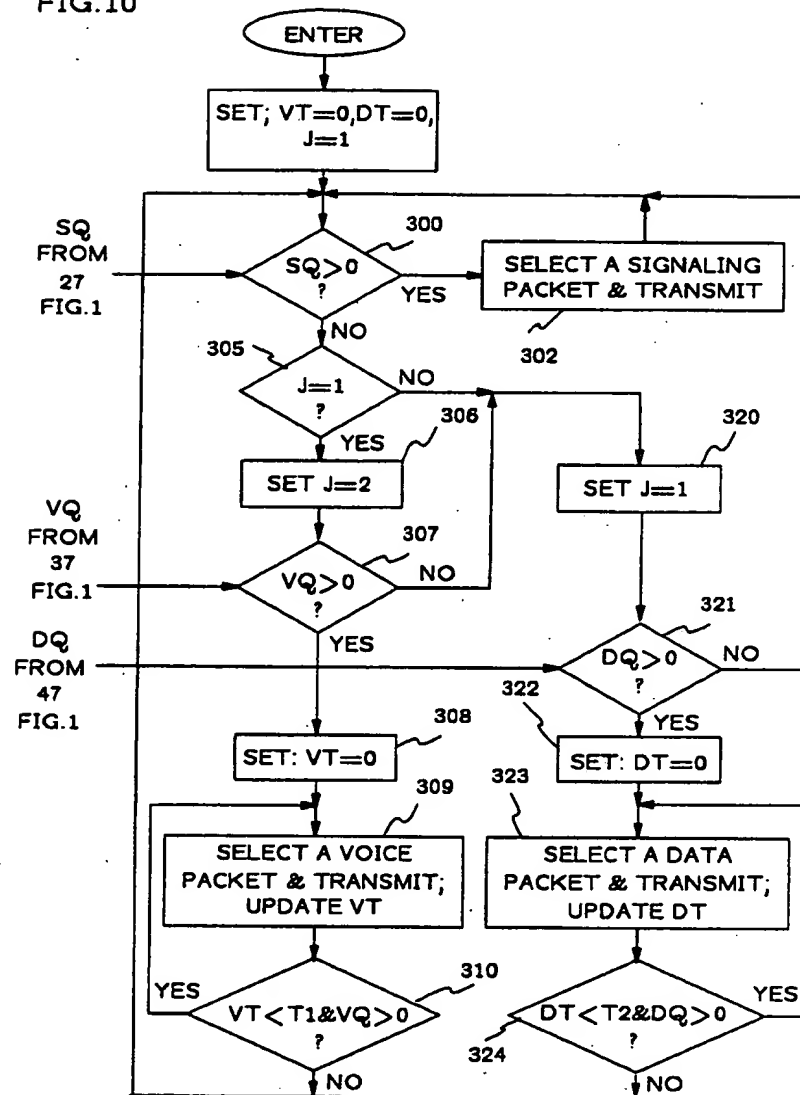 FIG.10
ENTER
SET; VT=0,DT=0,
J=1
SQ
FROM
27
FIG.1
300
SQ>0
?
YES
SELECT A SIGNALING
PACKET & TRANSMIT
302
NO
305
J=1
?
NO
YES
306
SET J=2
320
SET J=1
VQ
FROM
37
FIG.1
307
VQ>0
?
NO
YES
DQ
FROM
47
FIG.1
321
DQ>0
?
NO
YES
308
SET: VT=0
322
SET: DT=0
309
SELECT A VOICE
PACKET & TRANSMIT;
UPDATE VT
323
SELECT A DATA
PACKET & TRANSMIT;
UPDATE DT
YES
310
VT<T1&VQ>0
?
NO
324
DT<T2&DQ>0
?
YES
NO